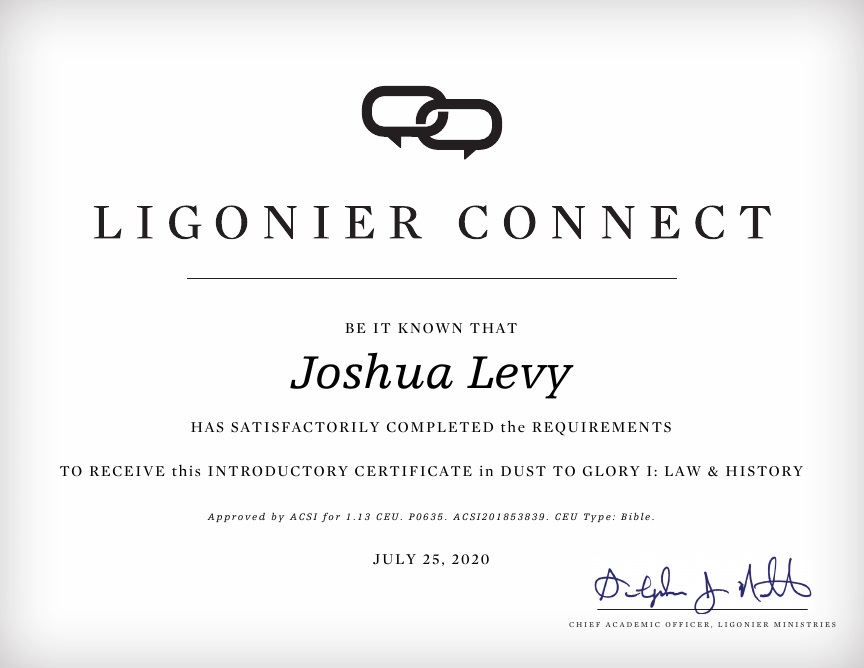 LIGONIER CONNECT
BE IT KNOWN THAT
Joshua Levy
HAS SATISFACTORILY COMPLETED the REQUIREMENTS
TO RECEIVE this INTRODUCTORY CERTIFICATE in DUST TO GLORY I: LAW & HISTORY
Approved by ACSI for 1.13 CEU. P0635. ACSI201853839. CEU Type: Bible.
JULY 25, 2020
CHIEF ACADEMIC OFFICER, LIGONIER MINISTRIES